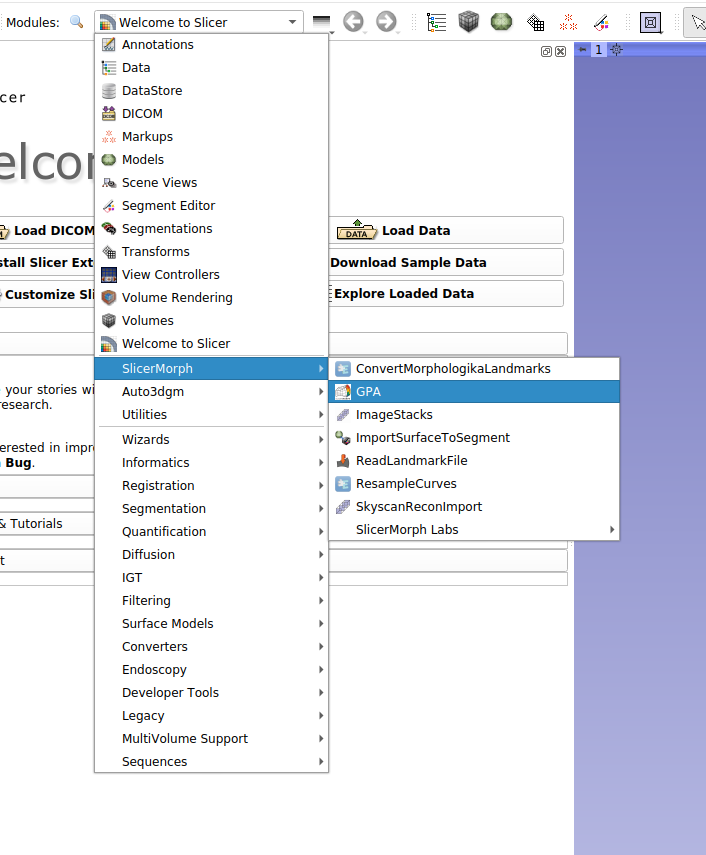 Modules:
Welcome to Slicer
1
Annotations
Data
DataStore
DICOM
Markups
Models
Scene Views
Segment Editor
Segmentations
Transforms
View Controllers
Volume Rendering
Volumes
Welcome to Slicer
SlicerMorph
Auto3dgm
Utilities
Wizards
Informatics
Registration
Segmentation
Quantification
Diffusion
IGT
Filtering
Surface Models
Converters
Endoscopy
Developer Tools
Legacy
MultiVolume Support
Sequences
ConvertMorphologikaLandmarks
GPA
ImageStacks
ImportSurfaceToSegment
ReadLandmarkFile
ResampleCurves
SkyscanReconImport
SlicerMorph Labs
cer
elcor
Load DICOM
DATA
Load Data
stall Slicer Ext
Download Sample Data
Customize Sli
Explore Loaded Data
your stories wi
research.
erested in impr
Bug.
& Tutorials
t